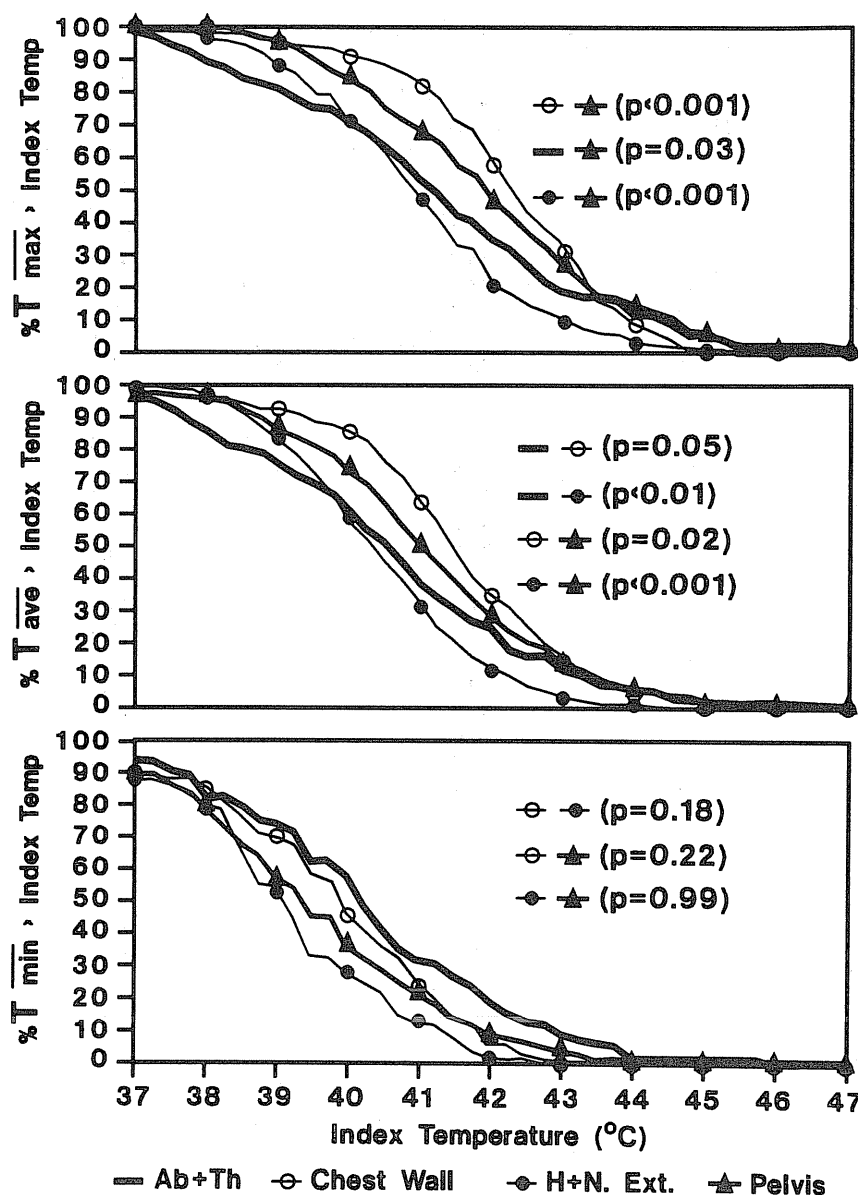 100
90
80
70
60
50
40
30
20
10
0
%T max > Index Temp
(p<0.001)
(p=0.03)
(p<0.001)
100
90
80
70
60
50
40
30
20
10
0
% T ave > Index Temp
(p=0.05)
(p<0.01)
(p=0.02)
(p<0.001)
100
90
80
70
60
50
40
30
20
10
0
%T min > Index Temp
(p=0.18)
(p=0.22)
(p=0.99)
37 38 39 40 41 42 43 44 45 46 47
Index Temperature (°C)
Ab+Th Chest Wall H+N. Ext. Pelvis